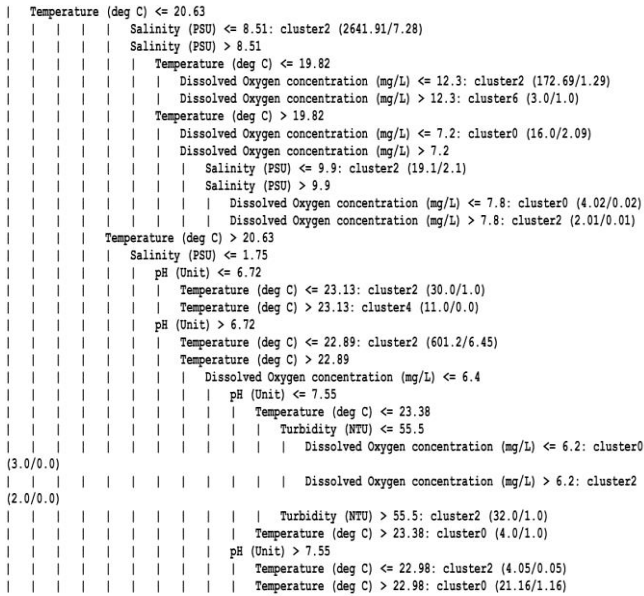 |   Temperature (deg C) <= 20.63
|   |   |   |   |   Salinity (PSU) <= 8.51: cluster2 (2641.91/7.28)
|   |   |   |   |   Salinity (PSU) > 8.51
|   |   |   |   |   |   Temperature (deg C) <= 19.82
|   |   |   |   |   |   |   Dissolved Oxygen concentration (mg/L) <= 12.3: cluster2 (172.69/1.29)
|   |   |   |   |   |   |   Dissolved Oxygen concentration (mg/L) > 12.3: cluster6 (3.0/1.0)
|   |   |   |   |   |   Temperature (deg C) > 19.82
|   |   |   |   |   |   |   Dissolved Oxygen concentration (mg/L) <= 7.2: cluster0 (16.0/2.09)
|   |   |   |   |   |   |   Dissolved Oxygen concentration (mg/L) > 7.2
|   |   |   |   |   |   |   |   Salinity (PSU) <= 9.9: cluster2 (19.1/2.1)
|   |   |   |   |   |   |   |   Salinity (PSU) > 9.9
|   |   |   |   |   |   |   |   |   Dissolved Oxygen concentration (mg/L) <= 7.8: cluster0 (4.02/0.02)
|   |   |   |   |   |   |   |   |   Dissolved Oxygen concentration (mg/L) > 7.8: cluster2 (2.01/0.01)
|   |   |   |   Temperature (deg C) > 20.63
|   |   |   |   |   Salinity (PSU) <= 1.75
|   |   |   |   |   |   pH (Unit) <= 6.72
|   |   |   |   |   |   |   Temperature (deg C) <= 23.13: cluster2 (30.0/1.0)
|   |   |   |   |   |   |   Temperature (deg C) > 23.13: cluster4 (11.0/0.0)
|   |   |   |   |   |   pH (Unit) > 6.72
|   |   |   |   |   |   |   Temperature (deg C) <= 22.89: cluster2 (601.2/6.45)
|   |   |   |   |   |   |   Temperature (deg C) > 22.89
|   |   |   |   |   |   |   |   Dissolved Oxygen concentration (mg/L) <= 6.4
|   |   |   |   |   |   |   |   |   pH (Unit) <= 7.55
|   |   |   |   |   |   |   |   |   |   Temperature (deg C) <= 23.38
|   |   |   |   |   |   |   |   |   |   |   Turbidity (NTU) <= 55.5
|   |   |   |   |   |   |   |   |   |   |   |   Dissolved Oxygen concentration (mg/L) <= 6.2: cluster0
(3.0/0.0)
|   |   |   |   |   |   |   |   |   |   |   |   Dissolved Oxygen concentration (mg/L) > 6.2: cluster2
(2.0/0.0)
|   |   |   |   |   |   |   |   |   |   |   Turbidity (NTU) > 55.5: cluster2 (32.0/1.0)
|   |   |   |   |   |   |   |   |   |   Temperature (deg C) > 23.38: cluster0 (4.0/1.0)
|   |   |   |   |   |   |   |   |   pH (Unit) > 7.55
|   |   |   |   |   |   |   |   |   |   Temperature (deg C) <= 22.98: cluster2 (4.05/0.05)
|   |   |   |   |   |   |   |   |   |   Temperature (deg C) > 22.98: cluster0 (21.16/1.16)